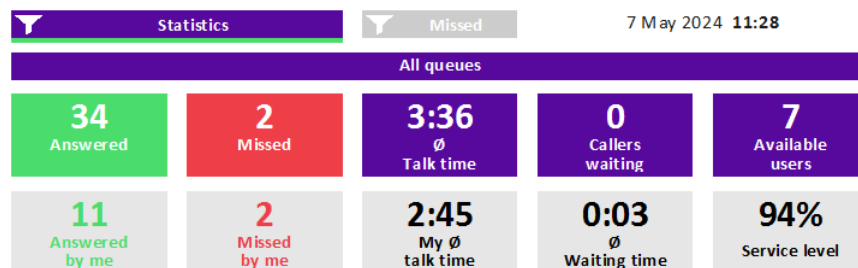 Statistics
Missed
7 May 2024 11:28
All queues
34
Answered
2
Missed
3:36
Ø
Talk time
0
Callers
waiting
7
Available
users
11
Answered
by me
2
Missed
by me
2:45
My Ø
talk time
0:03
Ø
Waiting time
94%
Service level